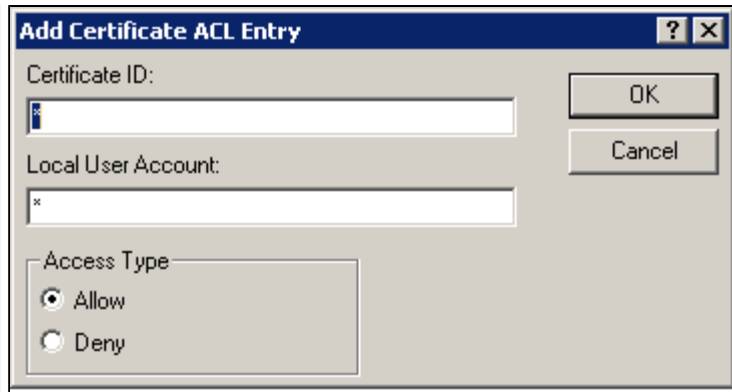 Add Certificate ACL Entry
Certificate ID:
*
OK
Cancel
Local User Account:
*
Access Type
Allow
Deny